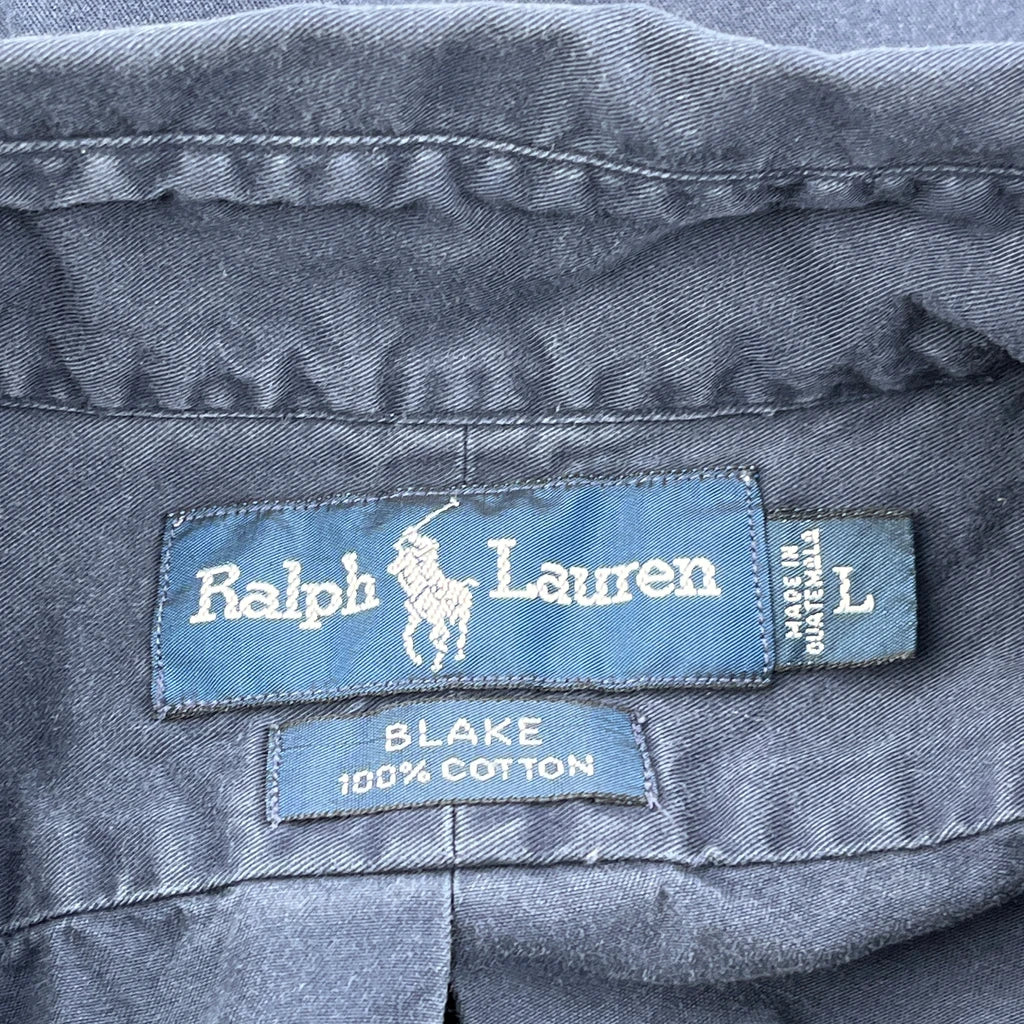 Ralph Lauren
MADE IN
GUATEMALA
L
BLAKE
100% COTTON